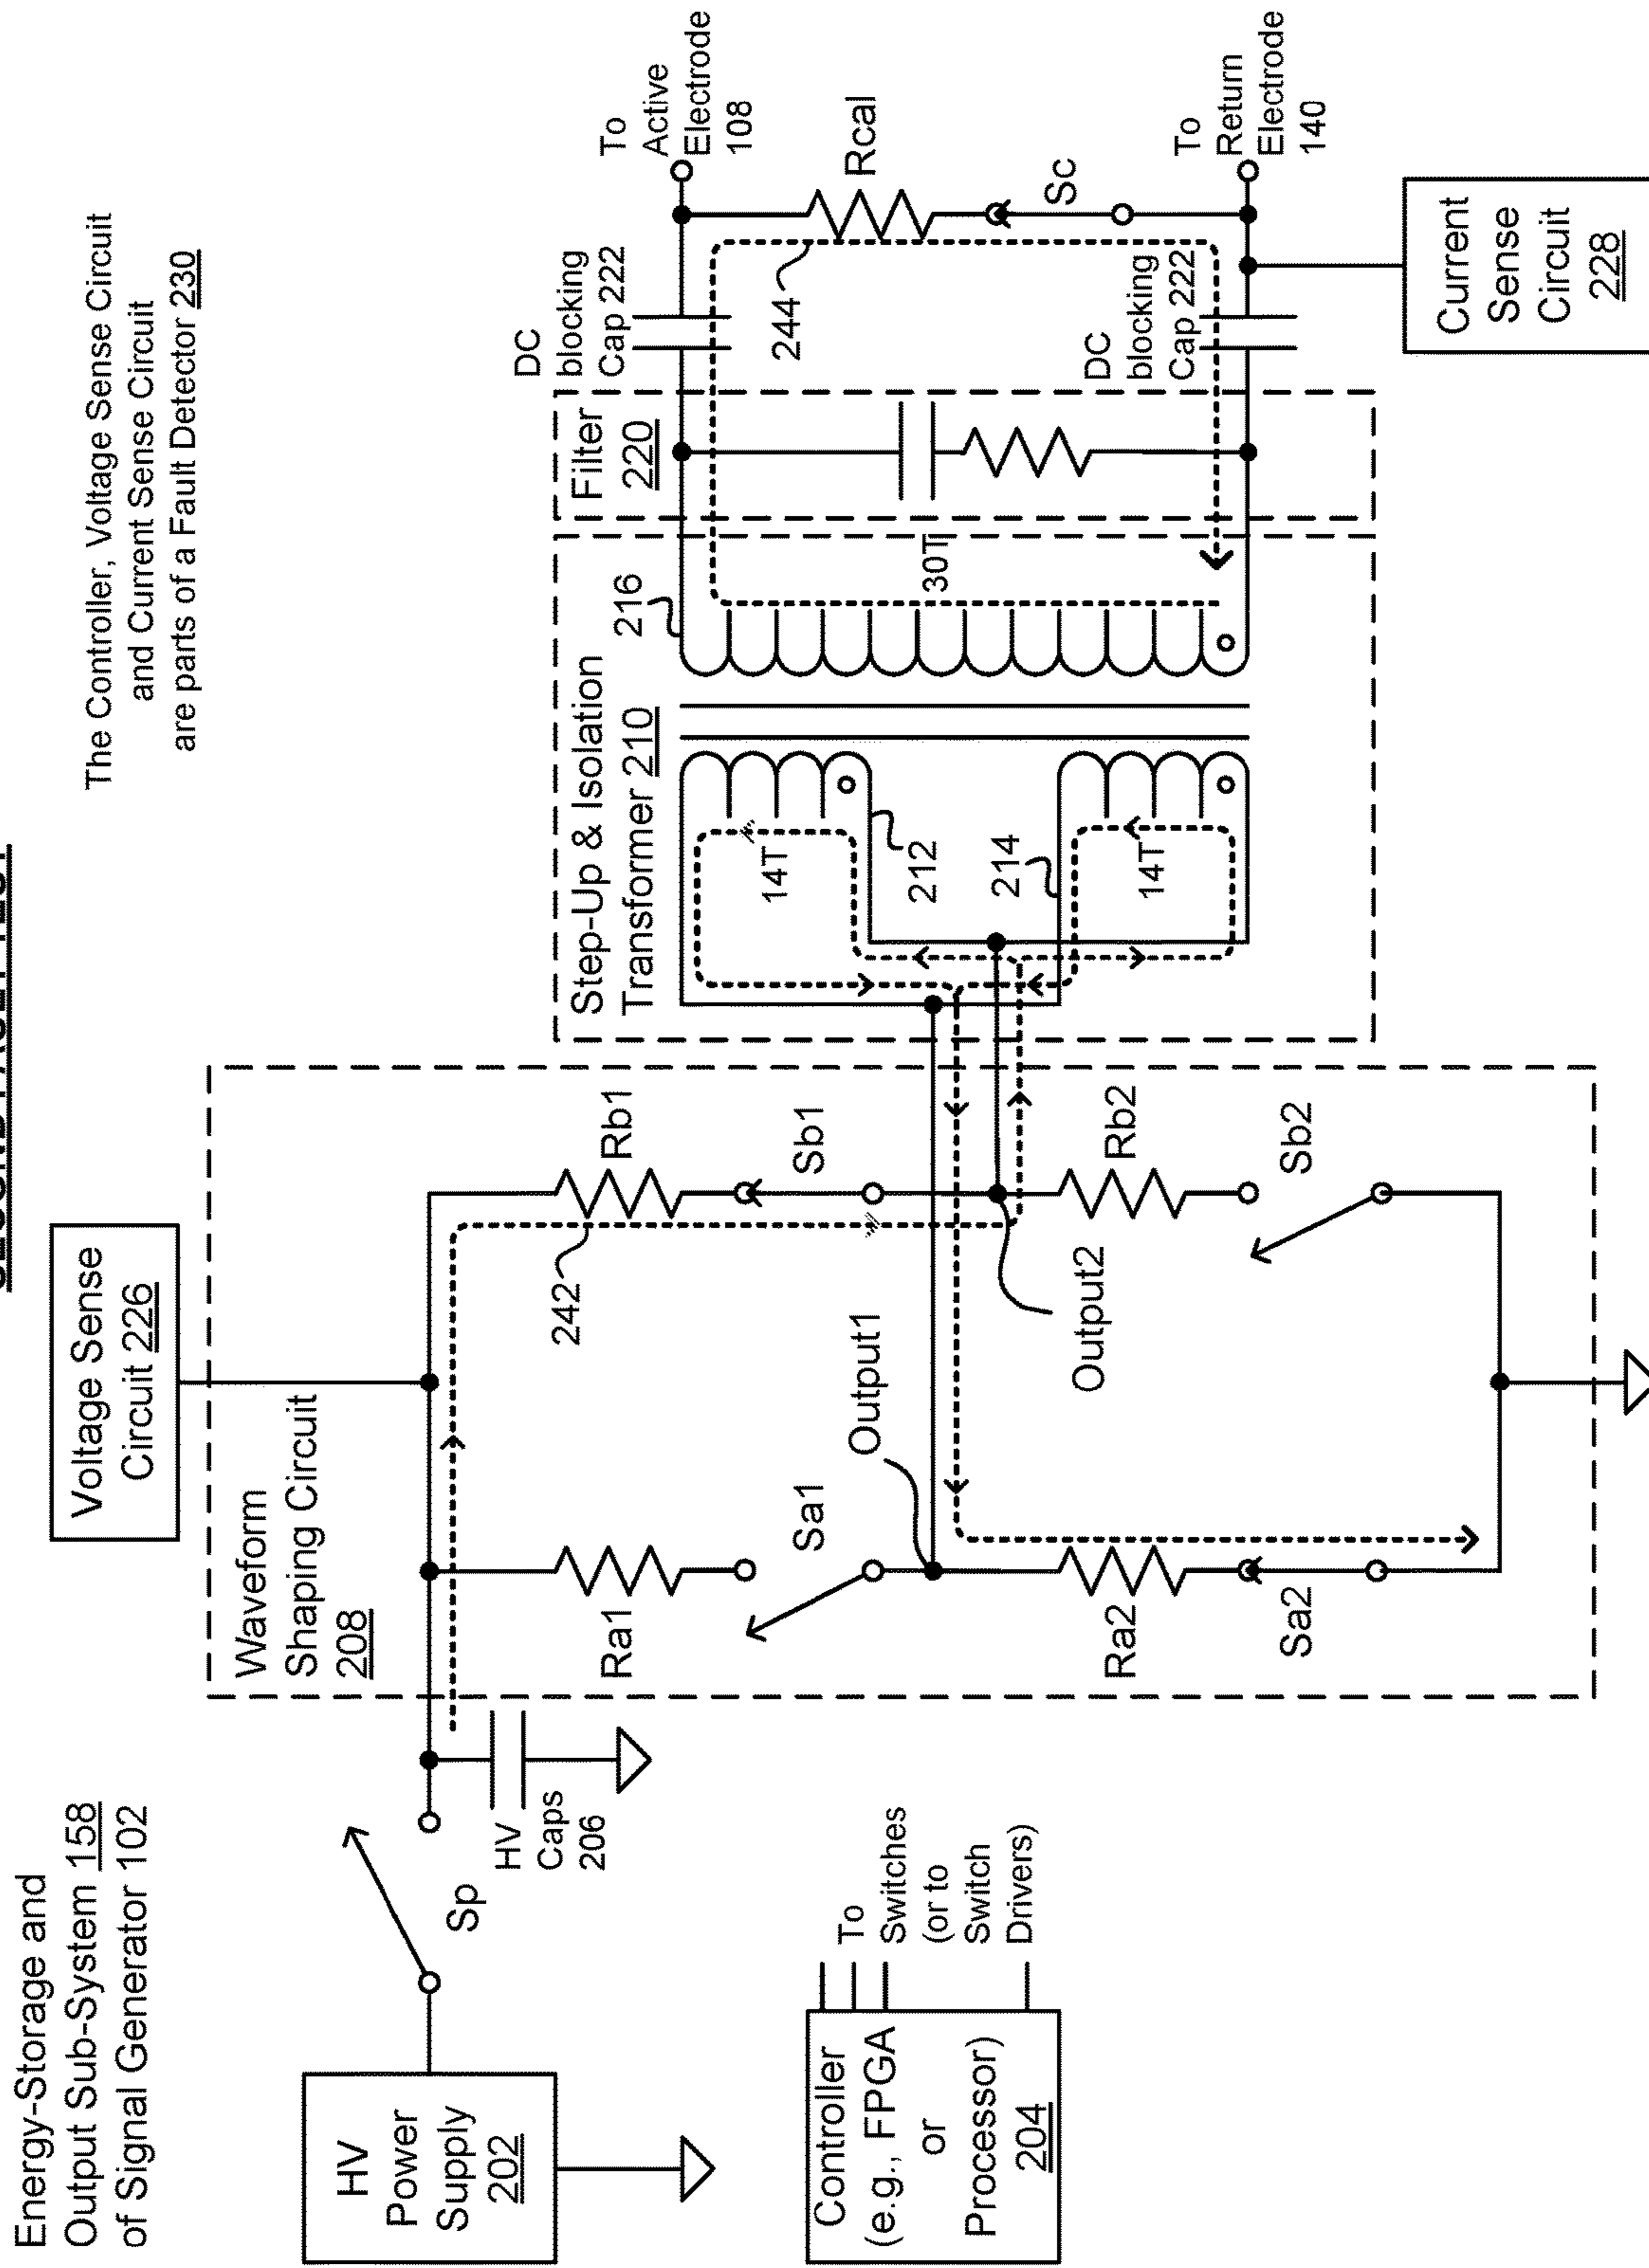 Energy-Storage and
Output Sub-System 158
of Signal Generator 102
The Controller, Voltage Sense Circuit
and Current Sense Circuit
are parts of a Fault Detector 230
HV
Power
Supply
202
Sp
HV
Caps
206
Controller
(e.g., FPGA
or
Processor)
204
To
Switches
(or to
Switch
Drivers)
Voltage Sense
Circuit 226
Waveform
Shaping Circuit
208
Ra1
Sa1
Output1
Ra2
Sa2
242
Rb1
Sb1
Output2
Rb2
Sb2
Step-Up & Isolation
Transformer 210
14T
212
214
14T
216
30T
Filter
220
DC
blocking
Cap 222
244
DC
blocking
Cap 222
To
Active
Electrode
108
Rcal
Sc
To
Return
Electrode
140
Current
Sense
Circuit
228